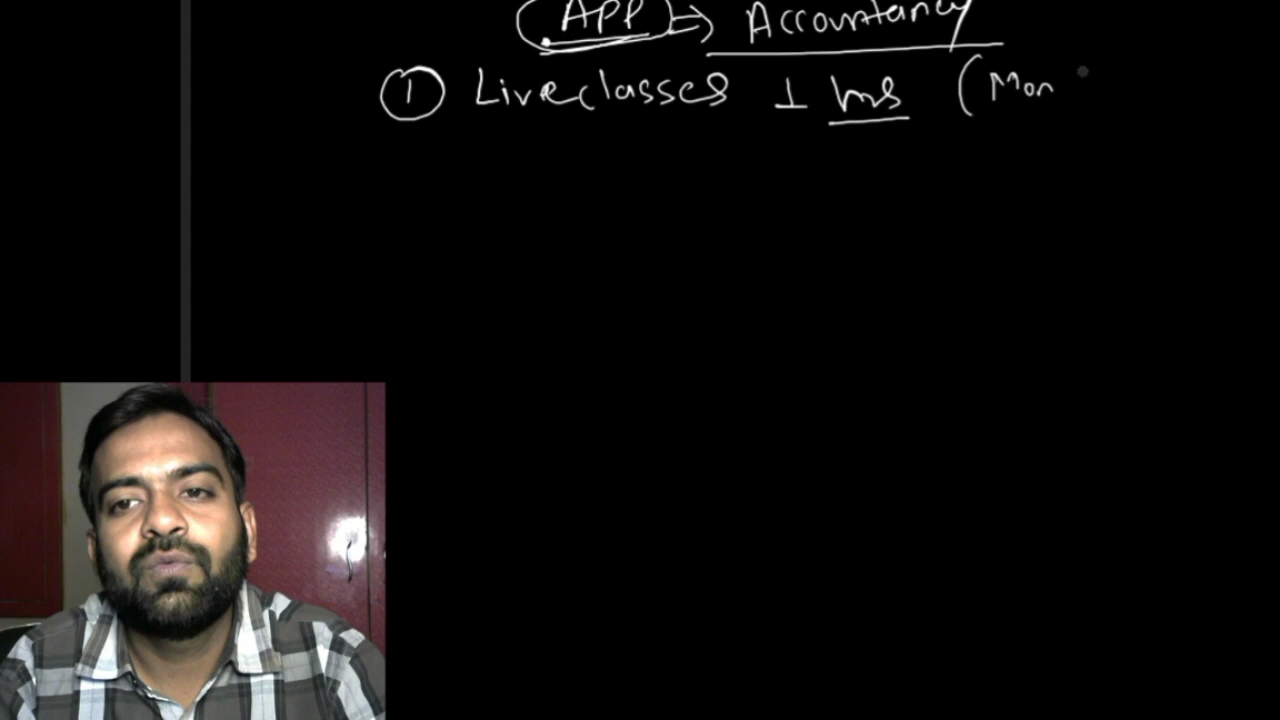 (APP) => Accountancy
① Liveclasses 1 hrs (Mon